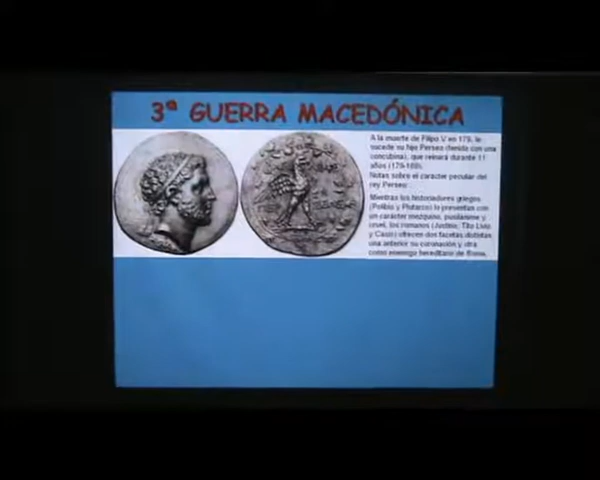 3ª GUERRA MACEDÓNICA
A la muerte de Filipo V en 179, le
sucede su hijo Perseo (tenido con una
concubina), que reinará durante 11
años (179-168).
Notas sobre el carácter peculiar del
rey Perseo:
Mientras los historiadores griegos
(Polibio y Plutarco) lo presentan con
un carácter mezquino, pusilánime y
cruel, los romanos (Justino, Tito Livio
y Casio) ofrecen dos facetas distintas
una anterior su coronación y otra
como enemigo hereditario de Roma.